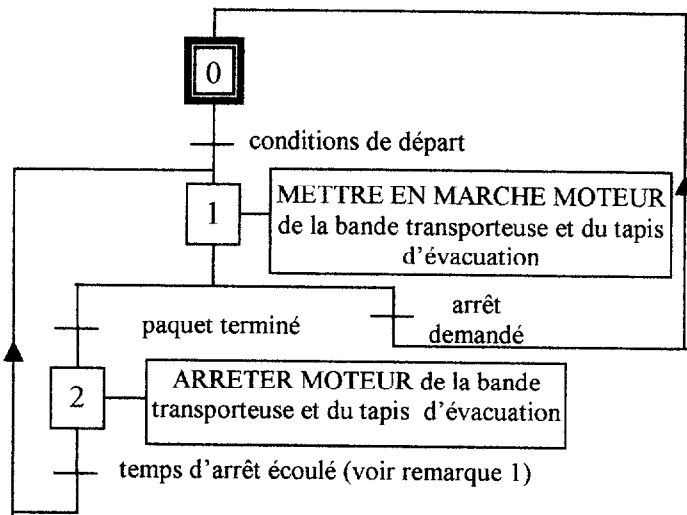 0
conditions de départ
1
METTRE EN MARCHE MOTEUR
de la bande transporteuse et du tapis
d'évacuation
paquet terminé
arrêt
demandé
2
ARRETER MOTEUR de la bande
transporteuse et du tapis d'évacuation
temps d'arrêt écoulé (voir remarque 1)